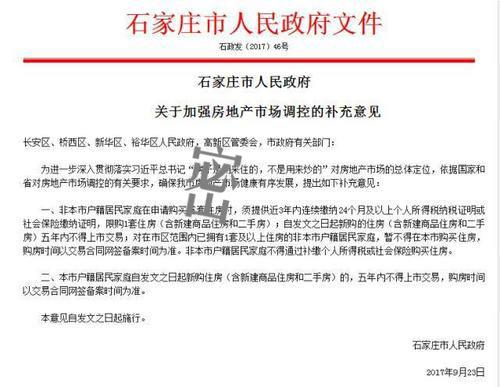 石家庄市人民政府文件
石政发（2017）46号
石家庄市人民政府
关于加强房地产市场调控的补充意见
长安区、桥西区、新华区、裕华区人民政府，高新区管委会，市政府有关部门：
为进一步深入贯彻落实习近平总书记“房子是用来住的，不是用来炒的”对房地产市场的总体定位，依据国家和
省对房地产市场调控的有关要求，确保我市房地产市场健康有序发展，提出如下补充意见：
一、非本市户籍居民家庭在申请购买首套住房时，须提供近3年内连续缴纳24个月及以上个人所得税纳税证明或
社会保险缴纳证明，限购1套住房（含新建商品住房和二手房）；自发文之日起新购的住房（含新建商品住房和二手
房）五年内不得上市交易；对在市区范围内已拥有1套及以上住房的非本市户籍居民家庭，暂不得在本市购买住房，
购房时间以交易合同网签备案时间为准。非本市户籍居民家庭不得通过补缴个人所得税或社会保险购买住房。
二、本市户籍居民家庭自发文之日起新购住房（含新建商品住房和二手房）的，五年内不得上市交易，购房时间
以交易合同网签备案时间为准。
本意见自发文之日起施行。
石家庄市人民政府
2017年9月23日
密